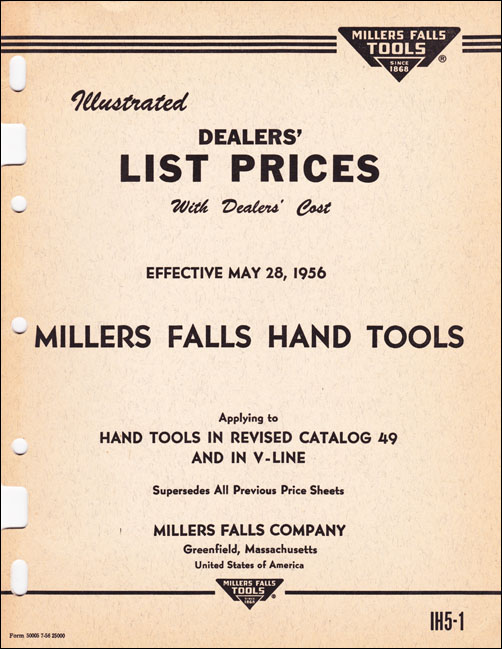 MILLERS FALLS
TOOLS
SINCE
1868
®
Illustrated
DEALERS'
LIST PRICES
With Dealers' Cost
EFFECTIVE MAY 28, 1956
MILLERS FALLS HAND TOOLS
Applying to
HAND TOOLS IN REVISED CATALOG 49
AND IN V-LINE
Supersedes All Previous Price Sheets
MILLERS FALLS COMPANY
Greenfield, Massachusetts
United States of America
MILLERS FALLS
TOOLS
SINCE
1868
®
IH5-1
Form 50005 7-56 25000